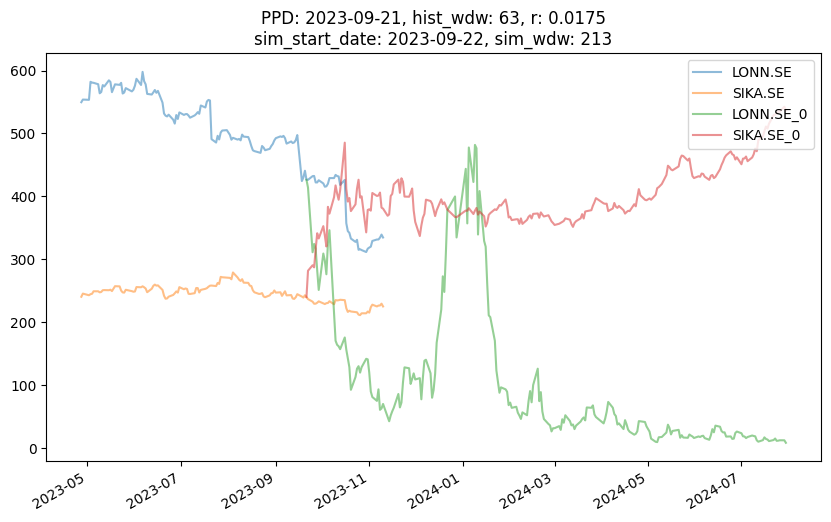 PPD: 2023-09-21, hist_wdw: 63, r: 0.0175
sim_start_date: 2023-09-22, sim_wdw: 213
LONN.SE
SIKA.SE
LONN.SE_0
SIKA.SE_0
600
500
400
300
200
100
0
2023-05
2023-07
2023-09
2023-11
2024-01
2024-03
2024-05
2024-07